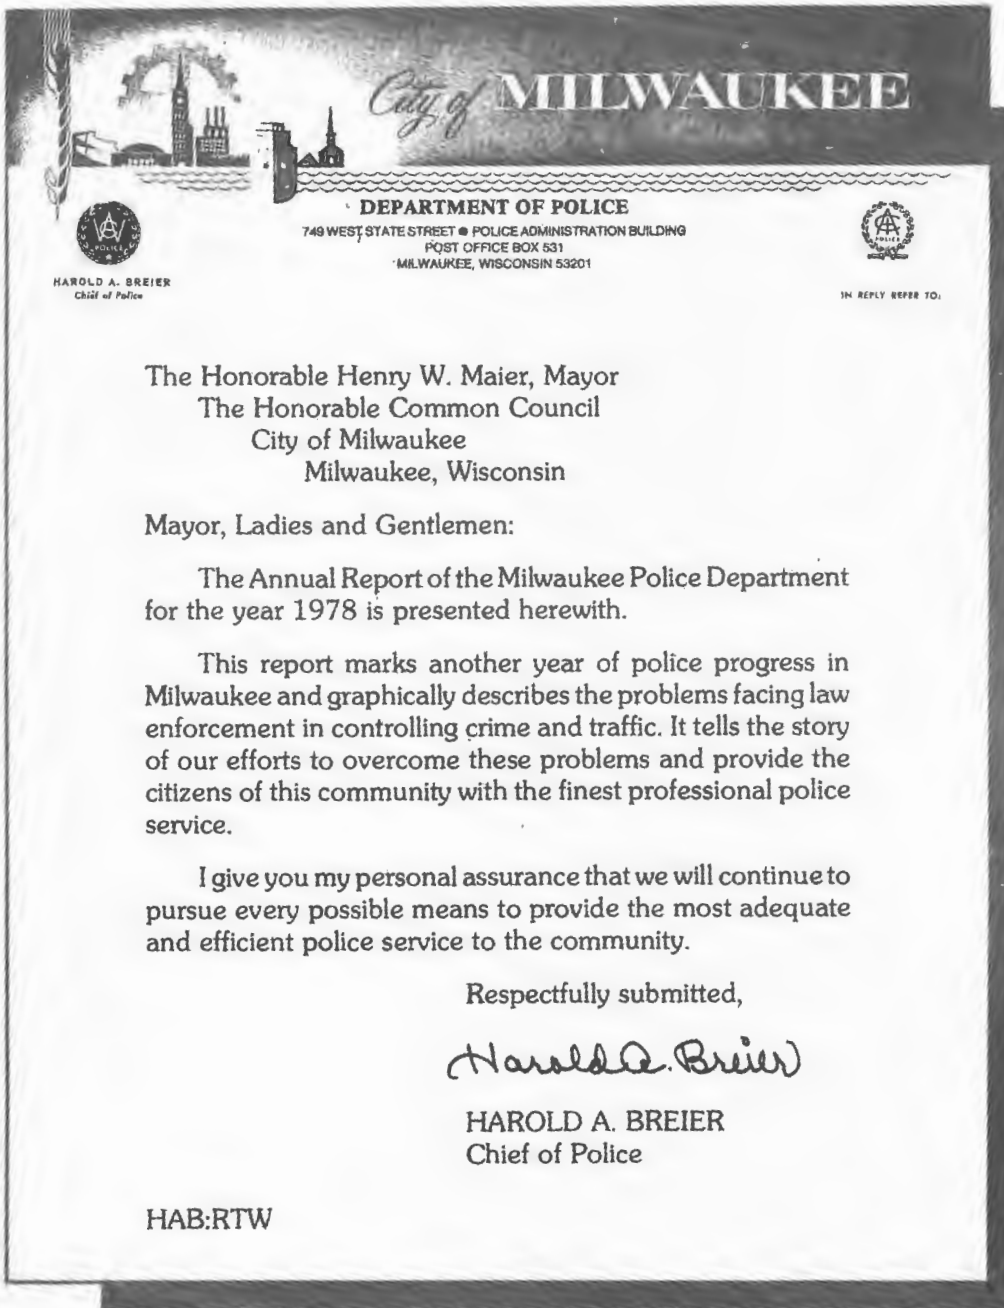 City of MILWAUKEE
DEPARTMENT OF POLICE
749 WEST STATE STREET ● POLICE ADMINISTRATION BUILDING
POST OFFICE BOX 531
MILWAUKEE, WISCONSIN 53201
POLICE
HAROLD A. BREIER
Chief of Police
POLICE
IN REPLY REFER TO:
The Honorable Henry W. Maier, Mayor
The Honorable Common Council
City of Milwaukee
Milwaukee, Wisconsin
Mayor, Ladies and Gentlemen:
The Annual Report of the Milwaukee Police Department
for the year 1978 is presented herewith.
This report marks another year of police progress in
Milwaukee and graphically describes the problems facing law
enforcement in controlling crime and traffic. It tells the story
of our efforts to overcome these problems and provide the
citizens of this community with the finest professional police
service.
I give you my personal assurance that we will continue to
pursue every possible means to provide the most adequate
and efficient police service to the community.
Respectfully submitted,
Harold A. Breier
HAROLD A. BREIER
Chief of Police
HAB:RTW